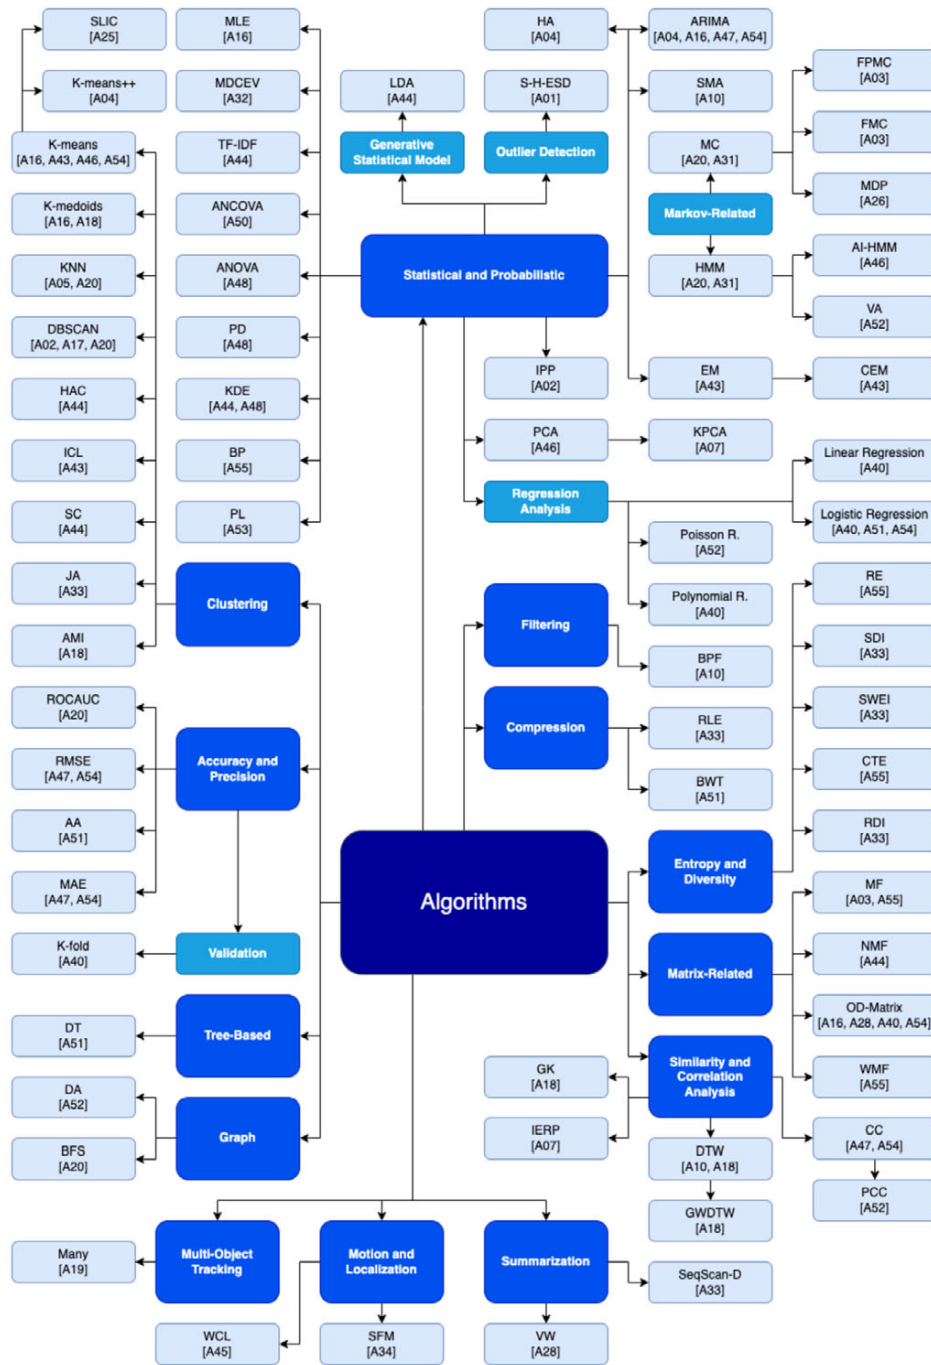 SLIC
[A25]
MLE
[A16]
HA
[A04]
ARIMA
[A04, A16, A47, A54]
K-means++
[A04]
MDCEV
[A32]
LDA
[A44]
S-H-ESD
[A01]
SMA
[A10]
FPMC
[A03]
K-means
[A16, A43, A46, A54]
TF-IDF
[A44]
Generative
Statistical Model
Outlier Detection
MC
[A20, A31]
FMC
[A03]
K-medoids
[A16, A18]
ANCOVA
[A50]
Markov-Related
MDP
[A26]
KNN
[A05, A20]
ANOVA
[A48]
Statistical and Probabilistic
HMM
[A20, A31]
AI-HMM
[A46]
DBSCAN
[A02, A17, A20]
PD
[A48]
VA
[A52]
HAC
[A44]
KDE
[A44, A48]
IPP
[A02]
EM
[A43]
CEM
[A43]
ICL
[A43]
BP
[A55]
PCA
[A46]
KPCA
[A07]
Linear Regression
[A40]
SC
[A44]
PL
[A53]
Regression
Analysis
Logistic Regression
[A40, A51, A54]
Poisson R.
[A52]
JA
[A33]
Clustering
Filtering
Polynomial R.
[A40]
RE
[A55]
AMI
[A18]
BPF
[A10]
SDI
[A33]
ROCAUC
[A20]
Compression
RLE
[A33]
SWEI
[A33]
RMSE
[A47, A54]
Accuracy and
Precision
BWT
[A51]
CTE
[A55]
AA
[A51]
RDI
[A33]
MAE
[A47, A54]
Algorithms
Entropy and
Diversity
MF
[A03, A55]
K-fold
[A40]
Validation
Matrix-Related
NMF
[A44]
DT
[A51]
Tree-Based
OD-Matrix
[A16, A28, A40, A54]
DA
[A52]
GK
[A18]
Similarity and
Correlation
Analysis
WMF
[A55]
BFS
[A20]
Graph
IERP
[A07]
DTW
[A10, A18]
CC
[A47, A54]
GWDTW
[A18]
PCC
[A52]
Many
[A19]
Multi-Object
Tracking
Motion and
Localization
Summarization
SeqScan-D
[A33]
WCL
[A45]
SFM
[A34]
VW
[A28]